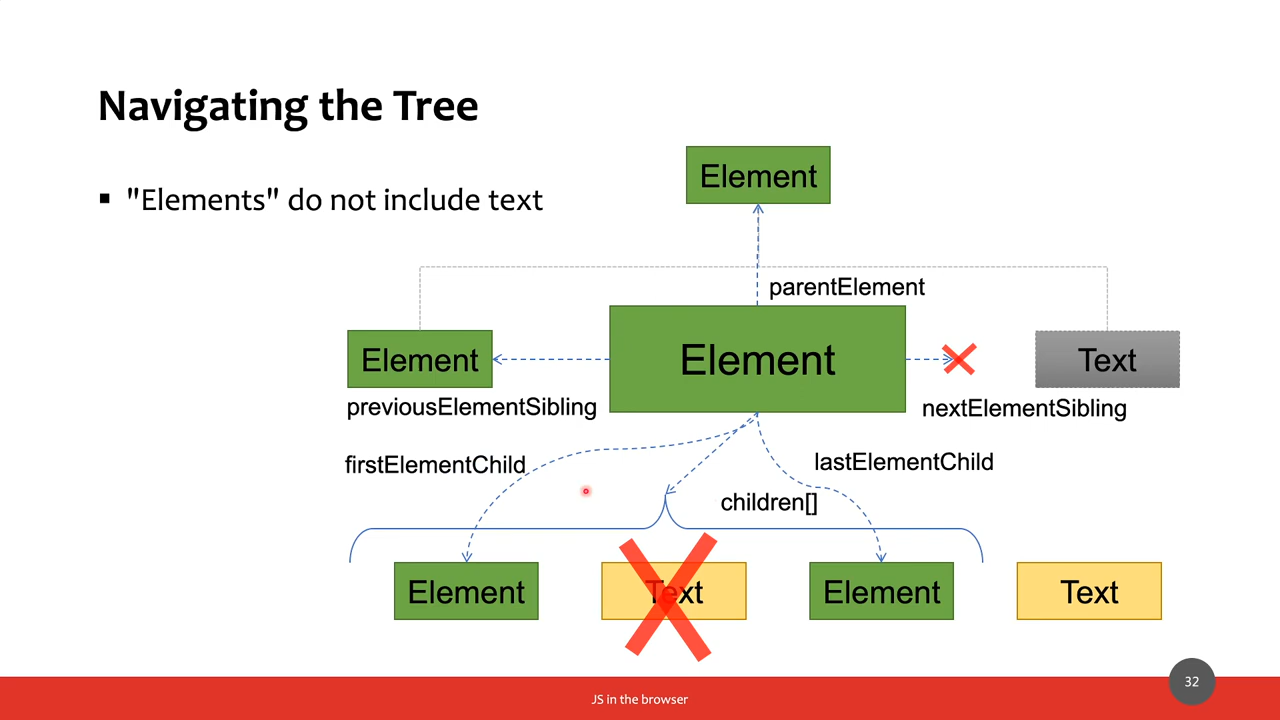 Navigating the Tree
▪ "Elements" do not include text
Element
parentElement
Element
Element
Text
previousElementSibling
nextElementSibling
firstElementChild
lastElementChild
children[]
Element
Text
Element
Text
JS in the browser
32